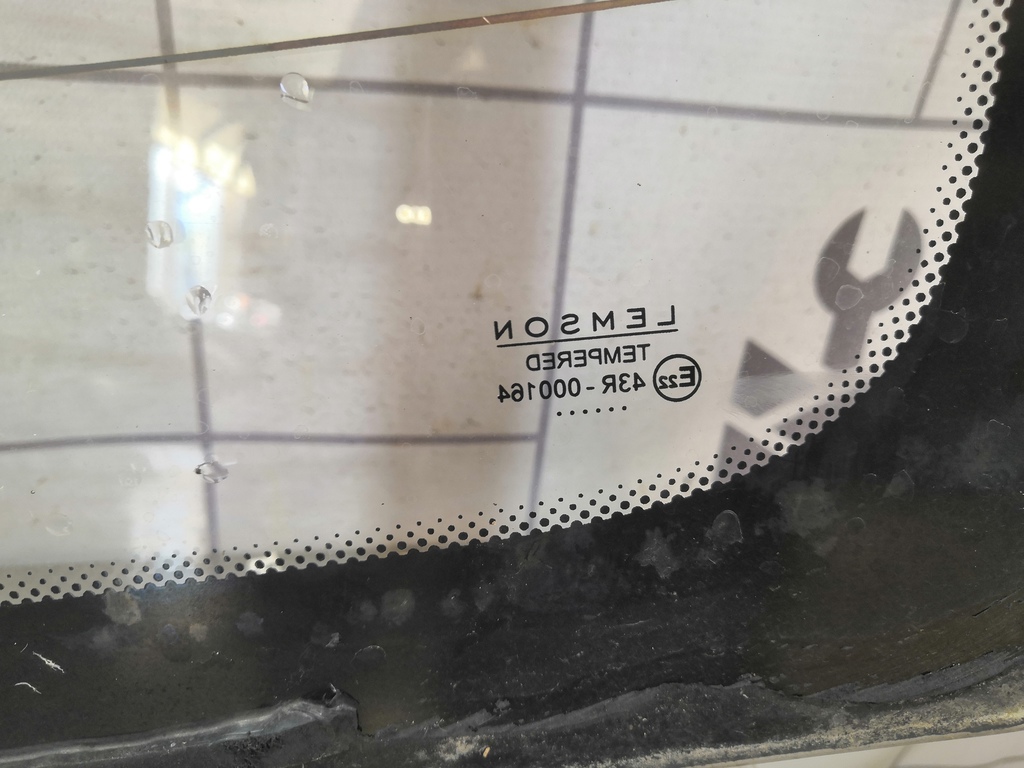 LEMSON
TEMPERED
E22 43R-000164
......